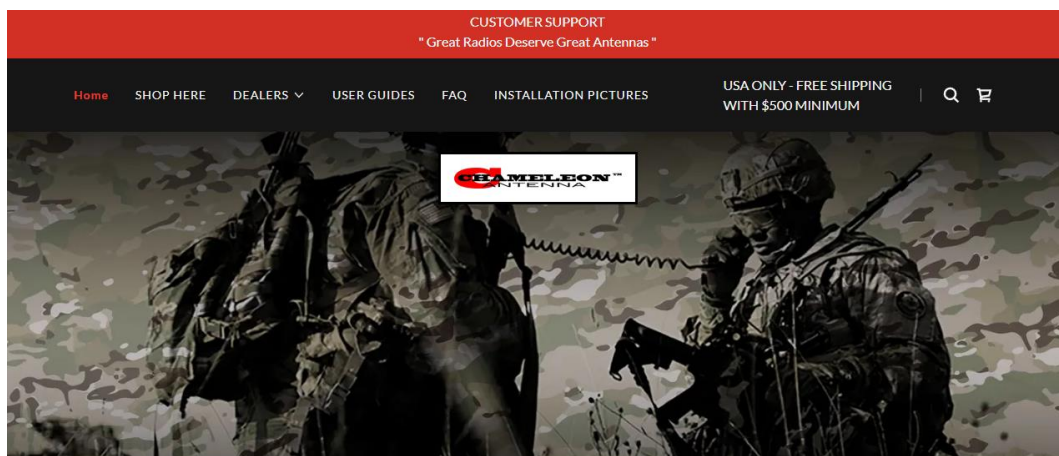 CUSTOMER SUPPORT
" Great Radios Deserve Great Antennas "
Home SHOP HERE DEALERS USER GUIDES FAQ INSTALLATION PICTURES
USA ONLY - FREE SHIPPING
WITH $500 MINIMUM
CHAMELEON™
ANTENNA